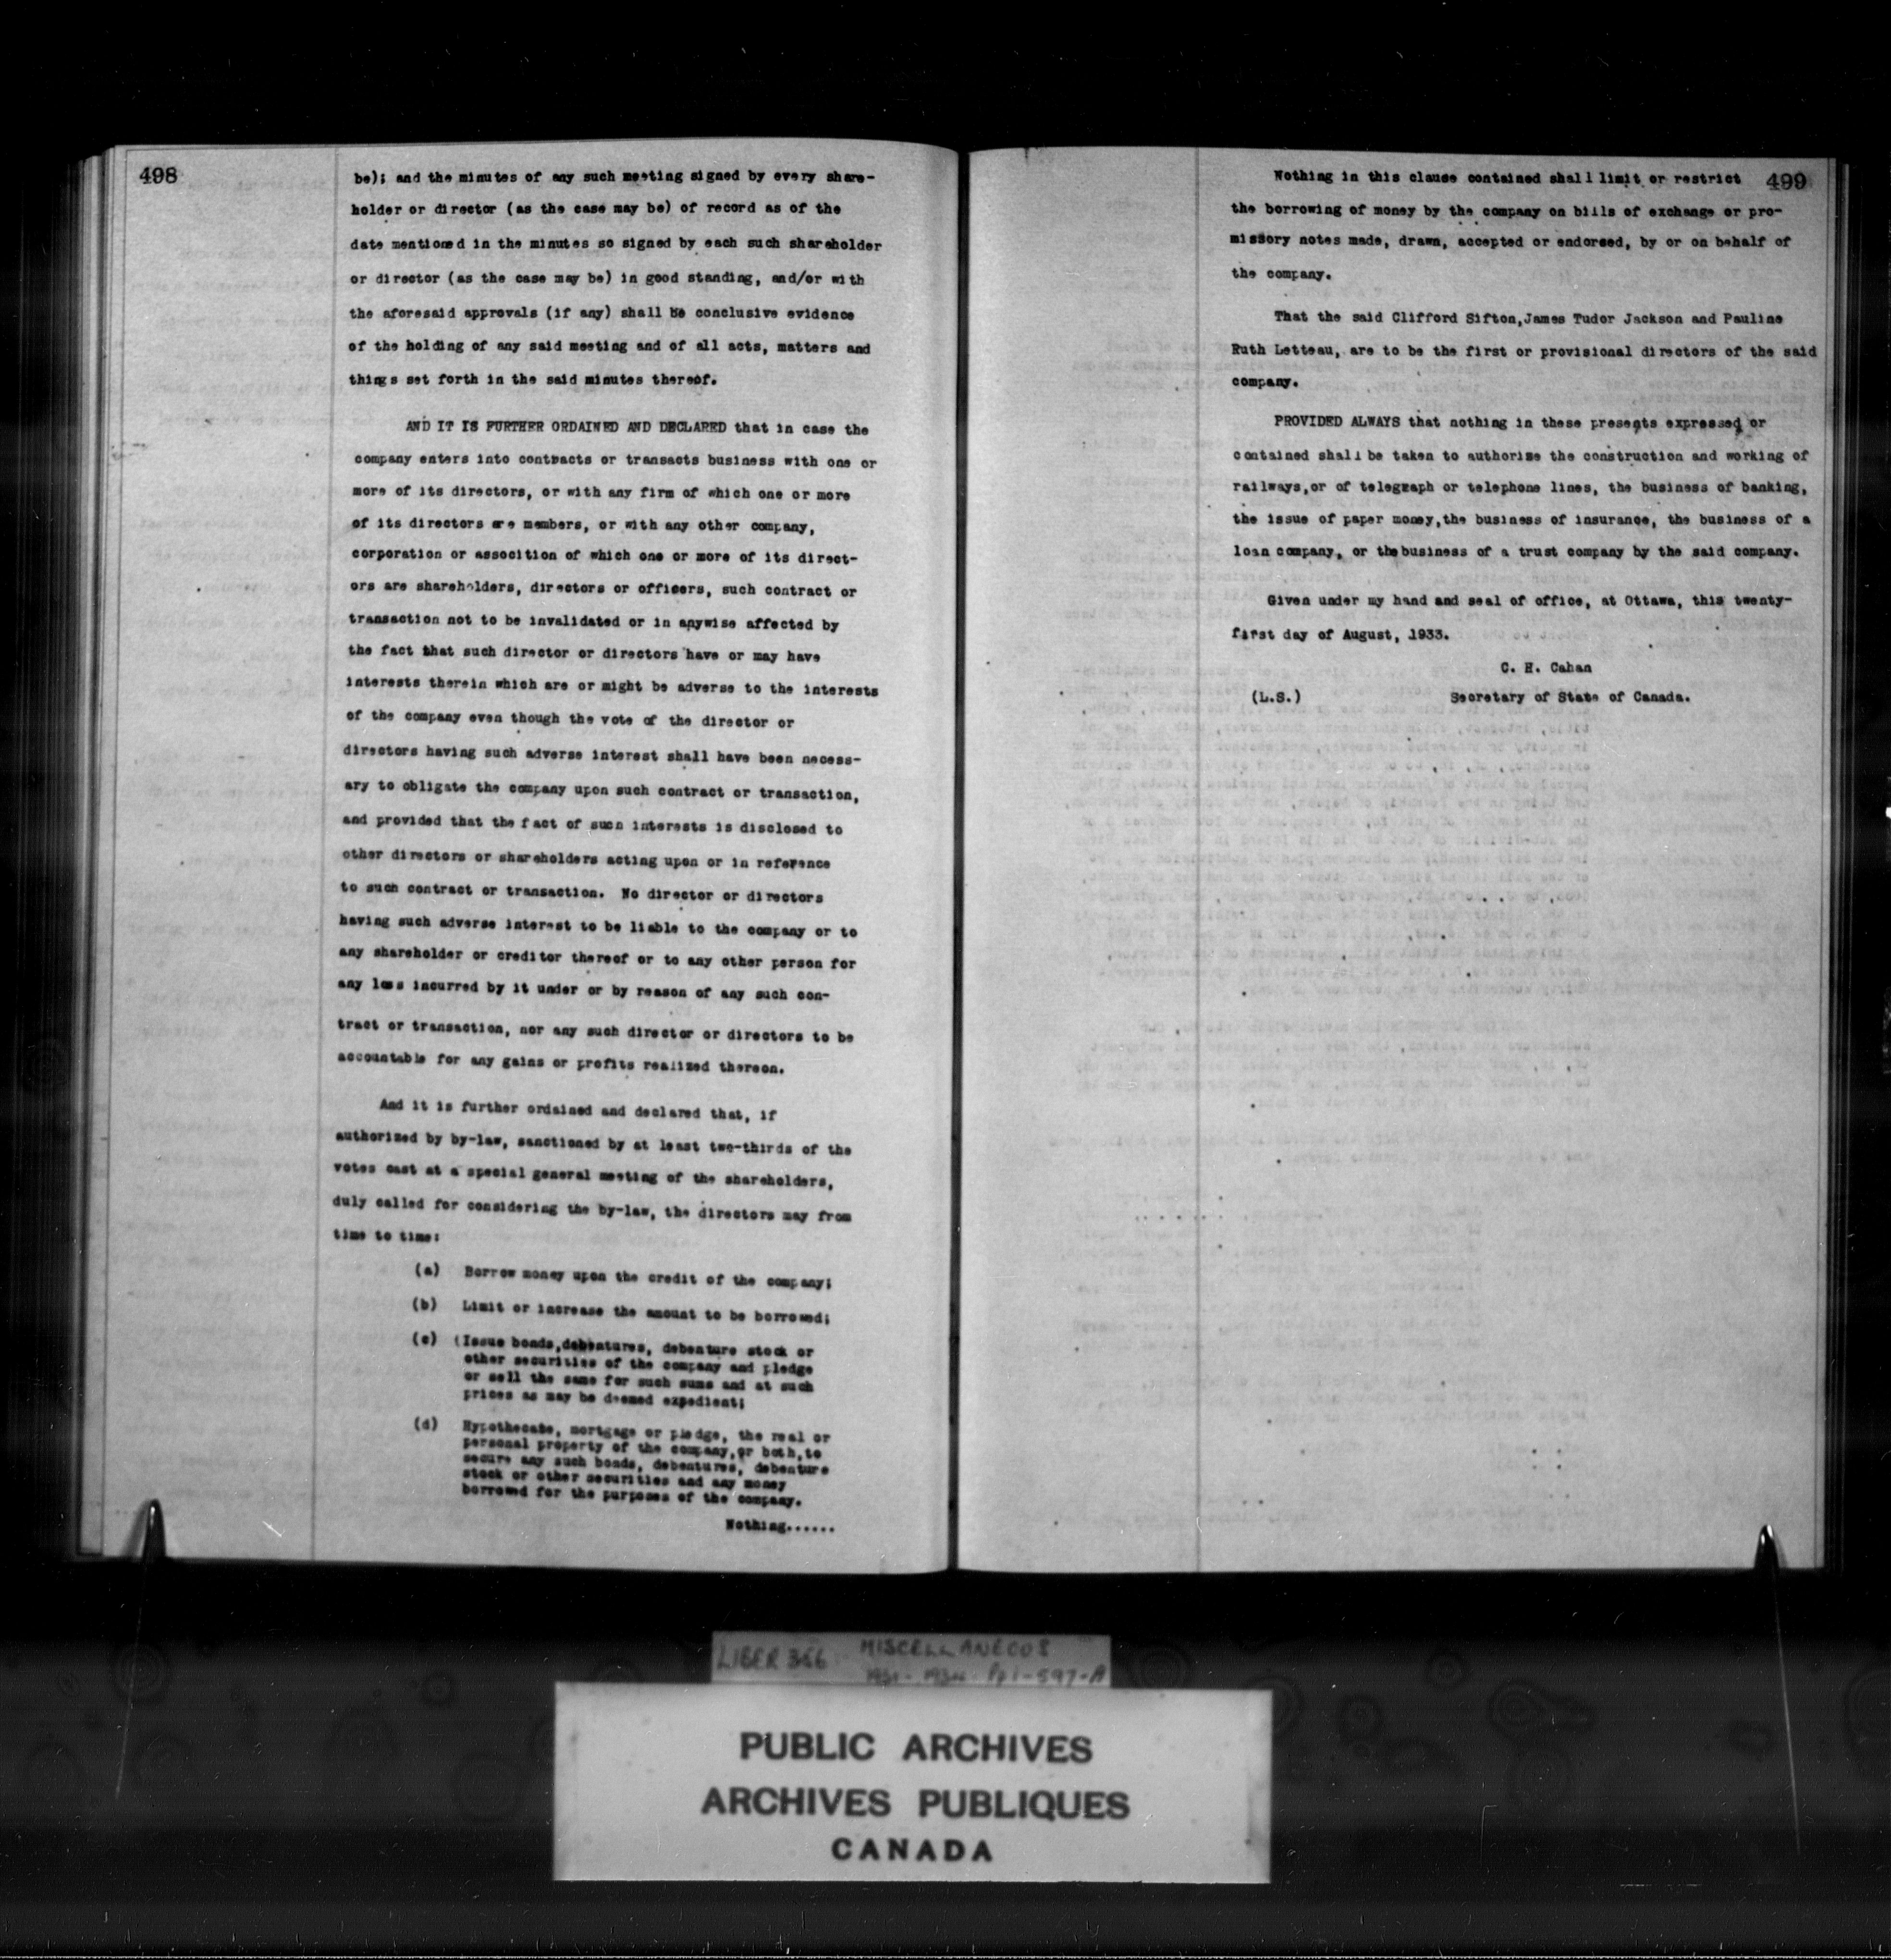 498
be); and the minutes of any such meeting signed by every share-
holder or director (as the case may be) of record as of the
date mentioned in the minutes so signed by each such shareholder
or director (as the case may be) in good standing, and/or with
the aforesaid approvals (if any) shall be conclusive evidence
of the holding of any said meeting and of all acts, matters and
things set forth in the said minutes thereof.
AND IT IS FURTHER ORDAINED AND DECLARED that in case the
company enters into contracts or transacts business with one or
more of its directors, or with any firm of which one or more
of its directors are members, or with any other company,
corporation or assocition of which one or more of its direct-
ors are shareholders, directors or officers, such contract or
transaction not to be invalidated or in anywise affected by
the fact that such director or directors have or may have
interests therein which are or might be adverse to the interests
of the company even though the vote of the director or
directors having such adverse interest shall have been necess-
ary to obligate the company upon such contract or transaction,
and provided that the fact of such interests is disclosed to
other directors or shareholders acting upon or in reference
to such contract or transaction. No director or directors
having such adverse interest to be liable to the company or to
any shareholder or creditor thereof or to any other person for
any loss incurred by it under or by reason of any such con-
tract or transaction, nor any such director or directors to be
accountable for any gains or profits realized thereon.
And it is further ordained and declared that, if
authorized by by-law, sanctioned by at least two-thirds of the
votes cast at a special general meeting of the shareholders,
duly called for considering the by-law, the directors may from
time to time:
(a) Borrow money upon the credit of the company;
(b) Limit or increase the amount to be borrowed;
(c) (Issue bonds,debentures, debenture stock or
other securities of the company and pledge
or sell the same for such sums and at such
prices as may be deemed expedient;
(d) Hypothecate, mortgage or pledge, the real or
personal property of the company,or both,to
secure any such bonds, debentures, debenture
stock or other securities and any money
borrowed for the purposes of the company.
Nothing......
499
Nothing in this clause contained shall limit or restrict
the borrowing of money by the company on bills of exchange or pro-
missory notes made, drawn, accepted or endorsed, by or on behalf of
the company.
That the said Clifford Sifton,James Tudor Jackson and Pauline
Ruth Letteau, are to be the first or provisional directors of the said
company.
PROVIDED ALWAYS that nothing in these presents expressed or
contained shall be taken to authorize the construction and working of
railways,or of telegraph or telephone lines, the business of banking,
the issue of paper money,the business of insurance, the business of a
loan company, or thebusiness of a trust company by the said company.
Given under my hand and seal of office, at Ottawa, this twenty-
first day of August, 1933.
C. H. Cahan
(L.S.) Secretary of State of Canada.
LIBER 366 MISCELLANEOUS
1931-1934 Pp 1-597-A
PUBLIC ARCHIVES
ARCHIVES PUBLIQUES
CANADA